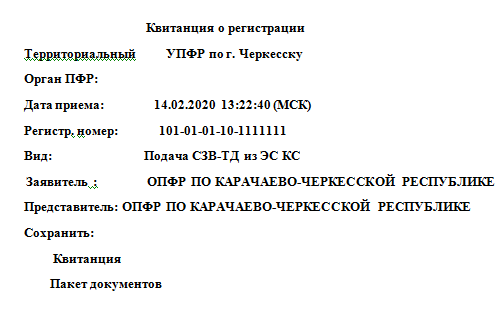 Квитанция о регистрации
Территориальный УПФР по г. Черкесску
Орган ПФР:
Дата приема: 14.02.2020 13:22:40 (МСК)
Регистр, номер: 101-01-01-10-1111111
Вид: Подача СЗВ-ТД из ЭС КС
Заявитель : ОПФР ПО КАРАЧАЕВО-ЧЕРКЕССКОЙ РЕСПУБЛИКЕ
Представитель: ОПФР ПО КАРАЧАЕВО-ЧЕРКЕССКОЙ РЕСПУБЛИКЕ
Сохранить:
Квитанция
Пакет документов